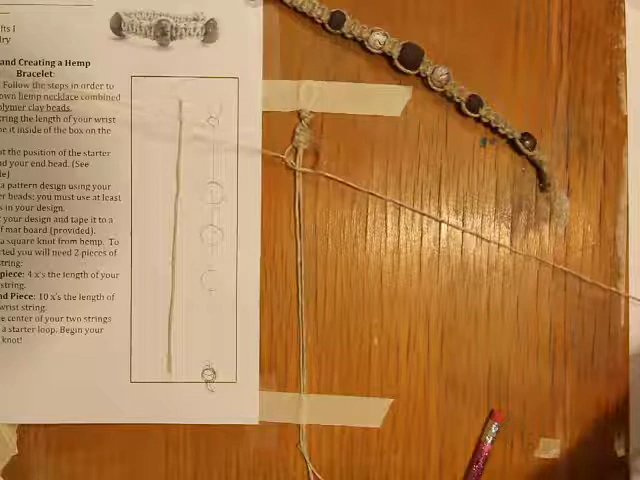 fts I
lry
and Creating a Hemp
Bracelet:
Follow the steps in order to
own hemp necklace combined
olymer clay beads.
string the length of your wrist
e it inside of the box on the
ut the position of the starter
nd your end bead. (See
le)
a pattern design using your
er beads; you must use at least
s in your design.
t your design and tape it to a
f mat board (provided).
a square knot from hemp. To
rted you will need 2 pieces of
string:
piece: 4 x's the length of your
string.
nd Piece: 10 x's the length of
wrist string.
e center of your two strings
a starter loop. Begin your
knot!